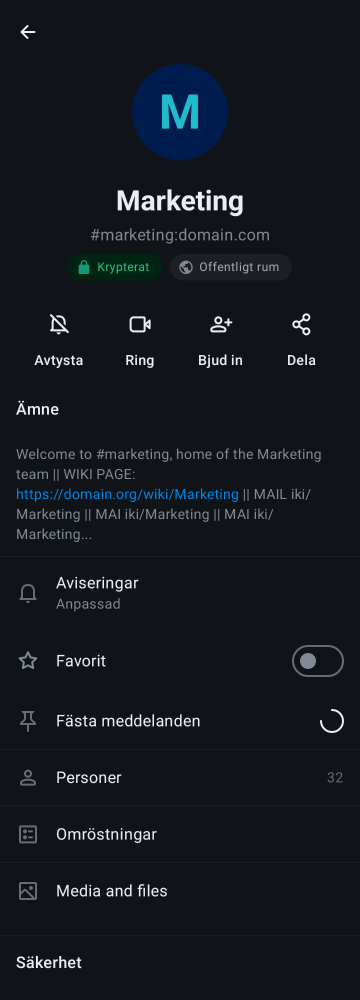 M
Marketing
#marketing:domain.com
Krypterat Offentligt rum
Avtysta Ring Bjud in Dela
Ämne
Welcome to #marketing, home of the Marketing
team || WIKI PAGE:
https://domain.org/wiki/Marketing || MAIL iki/
Marketing || MAI iki/Marketing || MAI iki/
Marketing...
Aviseringar
Anpassad
Favorit
Fästa meddelanden
Personer 32
Omröstningar
Media and files
Säkerhet